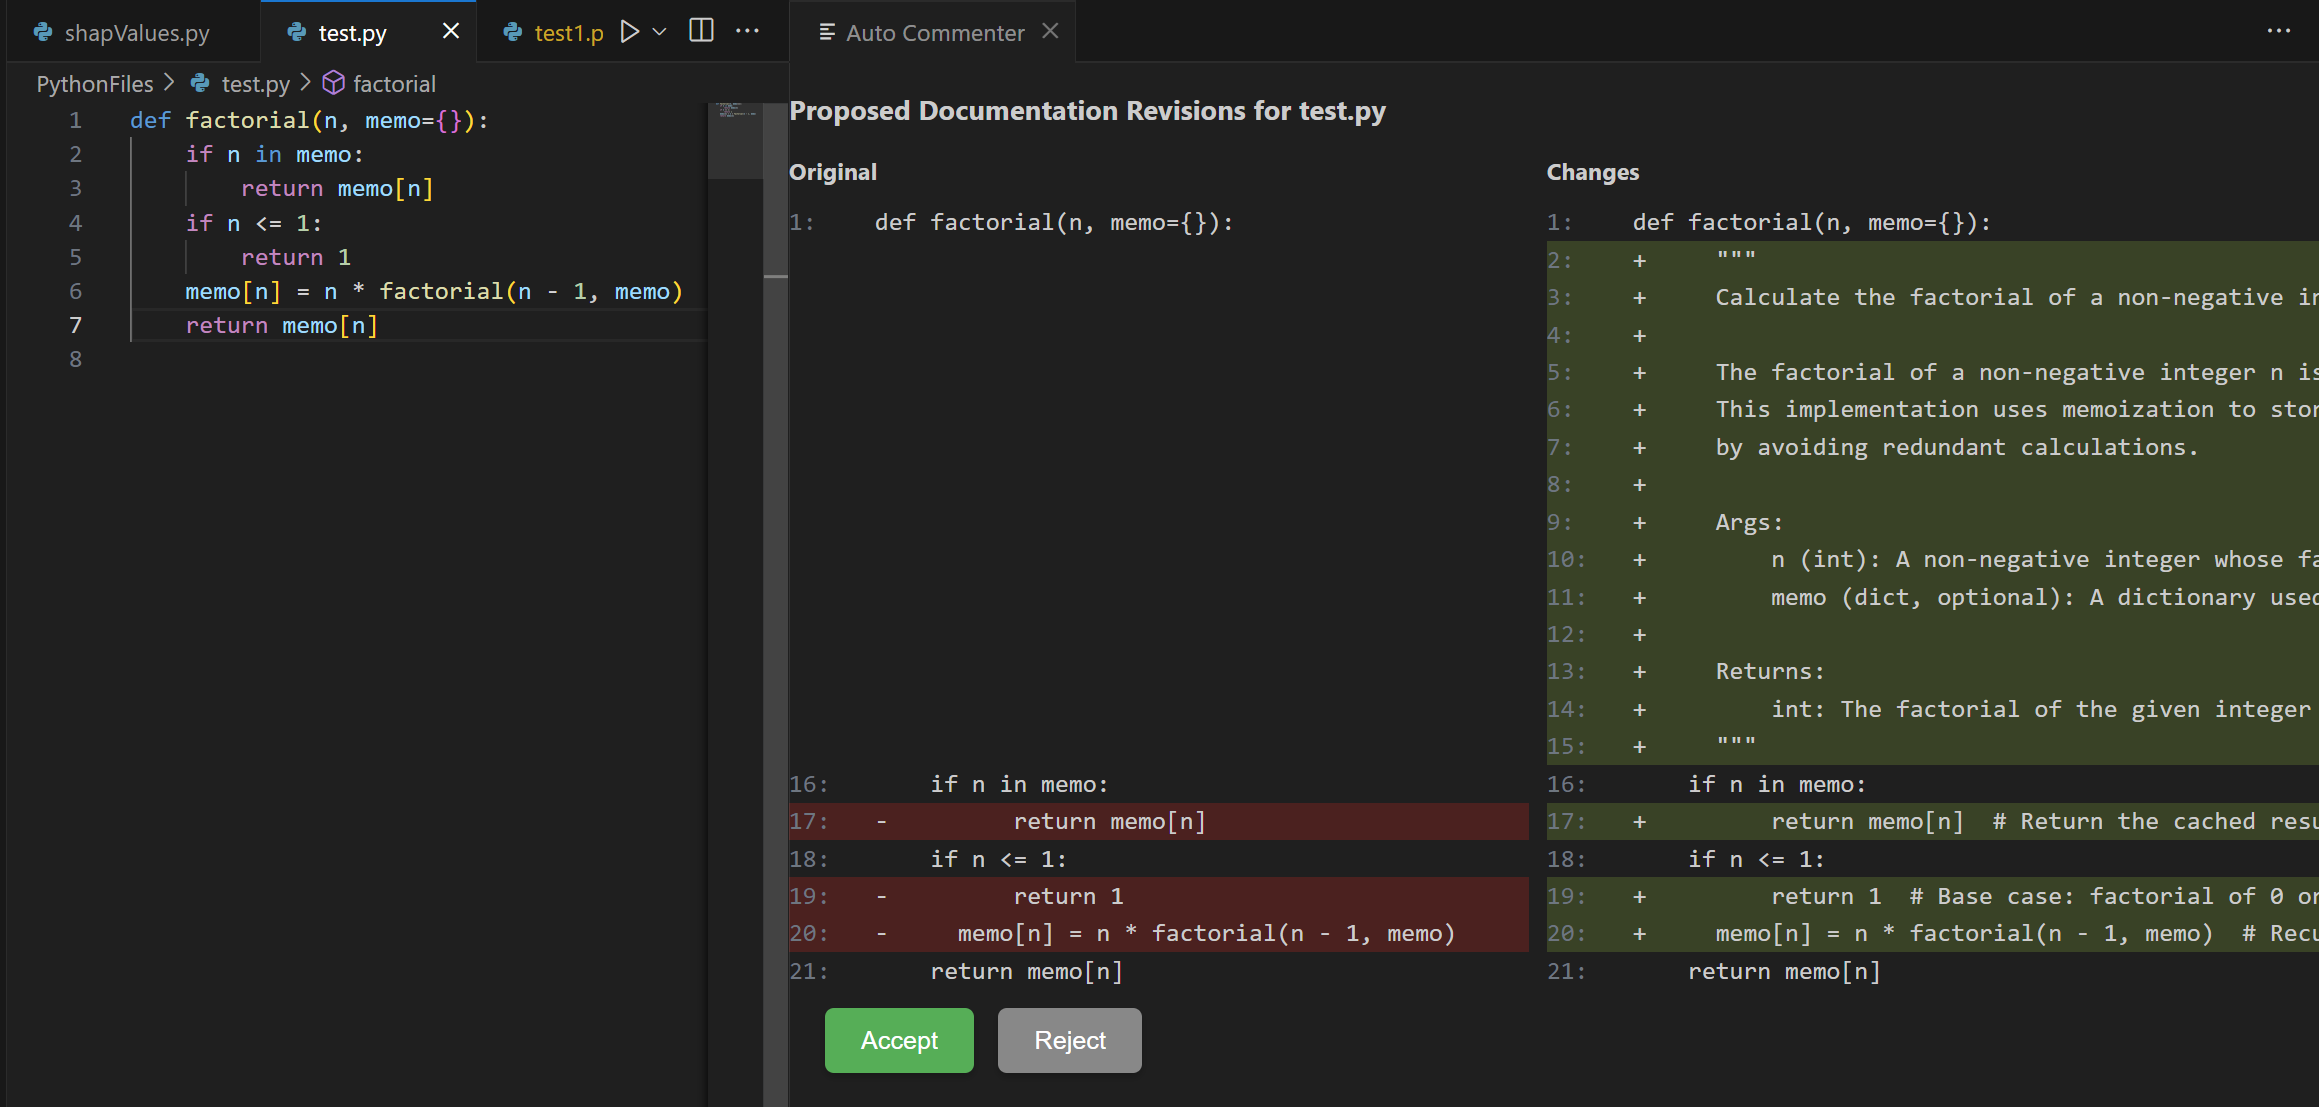 shapValues.py
test.py
test1.p
Auto Commenter
PythonFiles > test.py > factorial
1 def factorial(n, memo={}):
2 if n in memo:
3 return memo[n]
4 if n <= 1:
5 return 1
6 memo[n] = n * factorial(n - 1, memo)
7 return memo[n]
8
Proposed Documentation Revisions for test.py
Original
1: def factorial(n, memo={}):
16: if n in memo:
17: - return memo[n]
18: if n <= 1:
19: - return 1
20: - memo[n] = n * factorial(n - 1, memo)
21: return memo[n]
Changes
1: def factorial(n, memo={}):
2: + """
3: + Calculate the factorial of a non-negative in
4: +
5: + The factorial of a non-negative integer n is
6: + This implementation uses memoization to stor
7: + by avoiding redundant calculations.
8: +
9: + Args:
10: + n (int): A non-negative integer whose fa
11: + memo (dict, optional): A dictionary used
12: +
13: + Returns:
14: + int: The factorial of the given integer
15: + """
16: if n in memo:
17: + return memo[n] # Return the cached resu
18: if n <= 1:
19: + return 1 # Base case: factorial of 0 or
20: + memo[n] = n * factorial(n - 1, memo) # Recu
21: return memo[n]
Accept
Reject